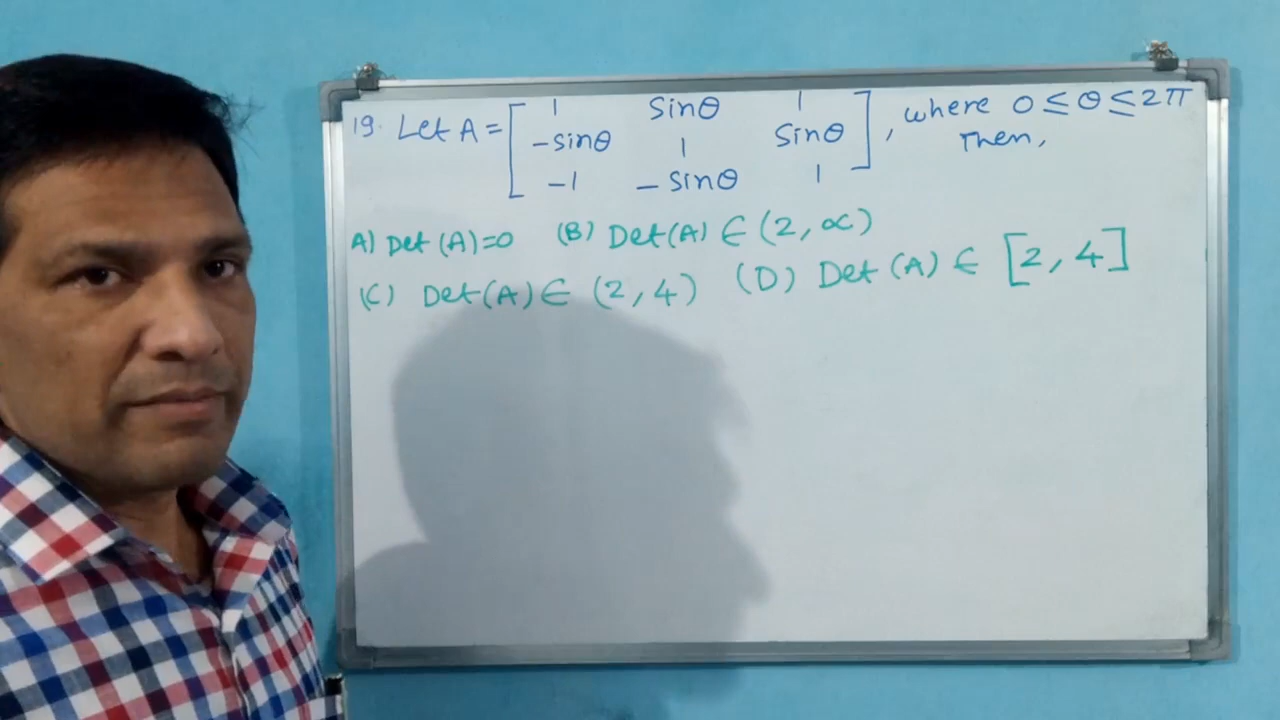 19. Let A = [ 1 Sinθ 1
-sinθ 1 Sinθ
-1 - Sinθ 1 ], where 0 ≤ θ ≤ 2π
Then,
A) Det (A)=0 (B) Det(A) ∈ (2, ∝)
(C) Det(A) ∈ (2, 4) (D) Det (A) ∈ [2, 4]